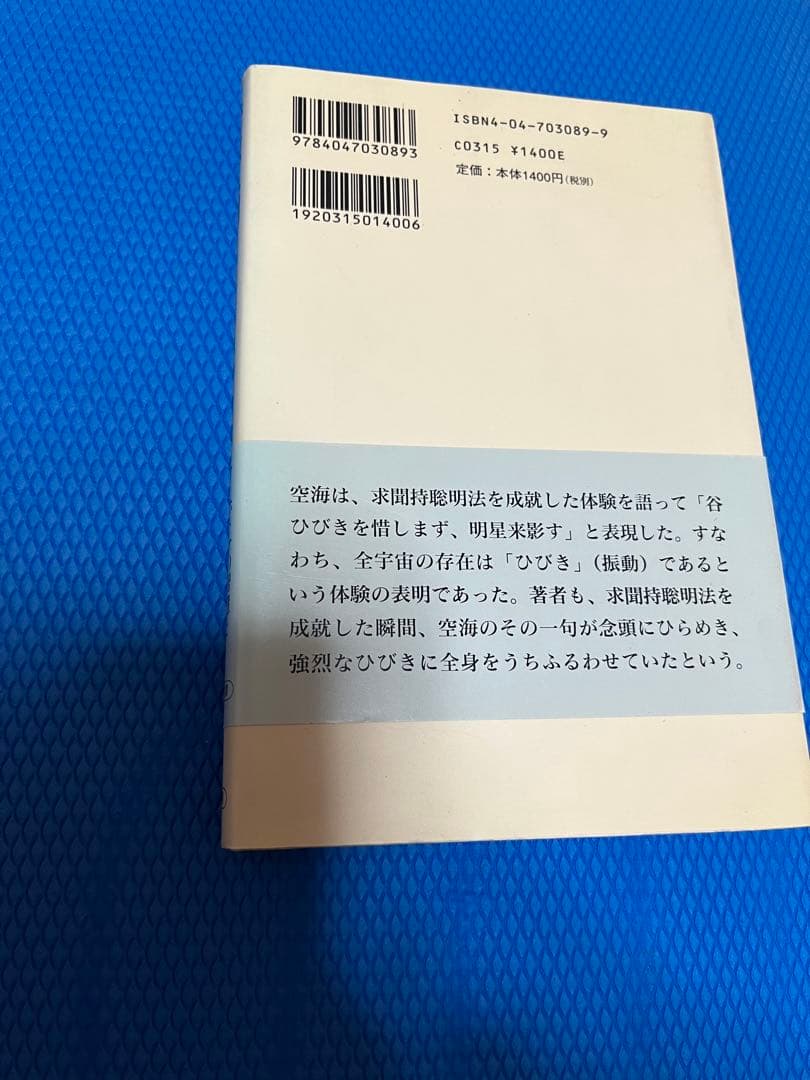 9784047030893
1920315014006
ISBN4-04-703089-9
C0315 ¥1400E
定価：本体1400円（税別）
空海は、求聞持聡明法を成就した体験を語って「谷
ひびきを惜しまず、明星来影す」と表現した。すな
わち、全宇宙の存在は「ひびき」（振動）であると
いう体験の表明であった。著者も、求聞持聡明法を
成就した瞬間、空海のその一句が念頭にひらめき、
強烈なひびきに全身をうちふるわせていたという。